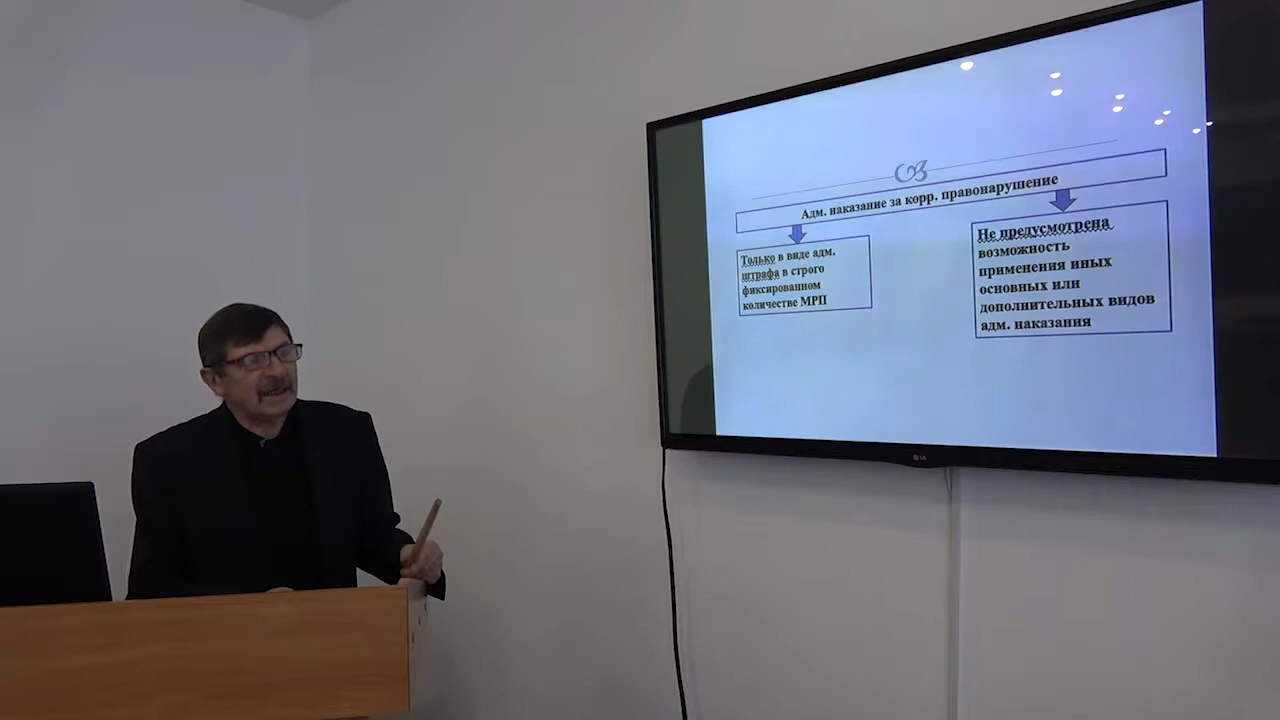 Адм. наказание за корр. правонарушение
Только в виде адм.
штрафа в строго
фиксированном
количестве МРП
Не предусмотрена
возможность
применения иных
основных или
дополнительных видов
адм. наказания
LG